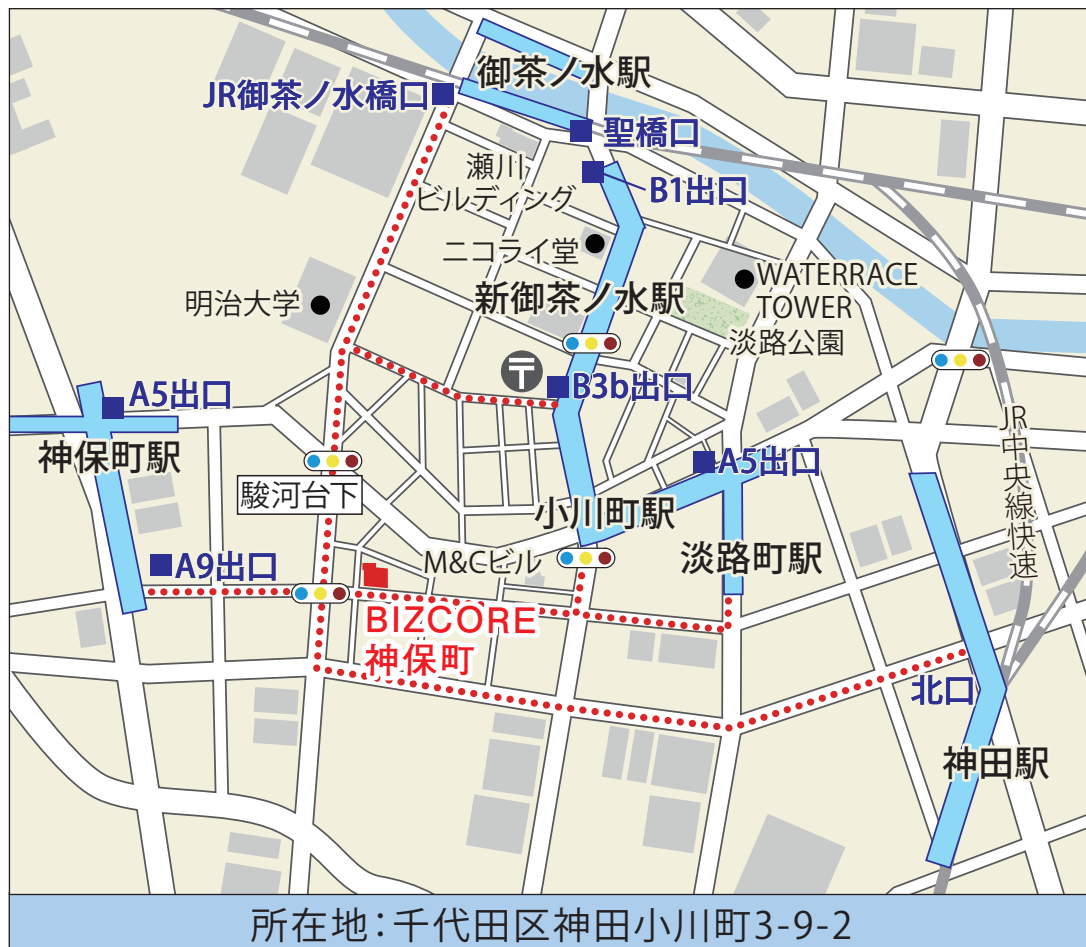 御茶ノ水駅
JR御茶ノ水橋口
聖橋口
瀬川
ビルディング
B1出口
ニコライ堂
WATERRACE
TOWER
淡路公園
明治大学
新御茶ノ水駅
〒
B3b出口
A5出口
神保町駅
JR中央線快速
A5出口
駿河台下
小川町駅
淡路町駅
M&Cビル
A9出口
BIZCORE
神保町
北口
神田駅
所在地:千代田区神田小川町3-9-2